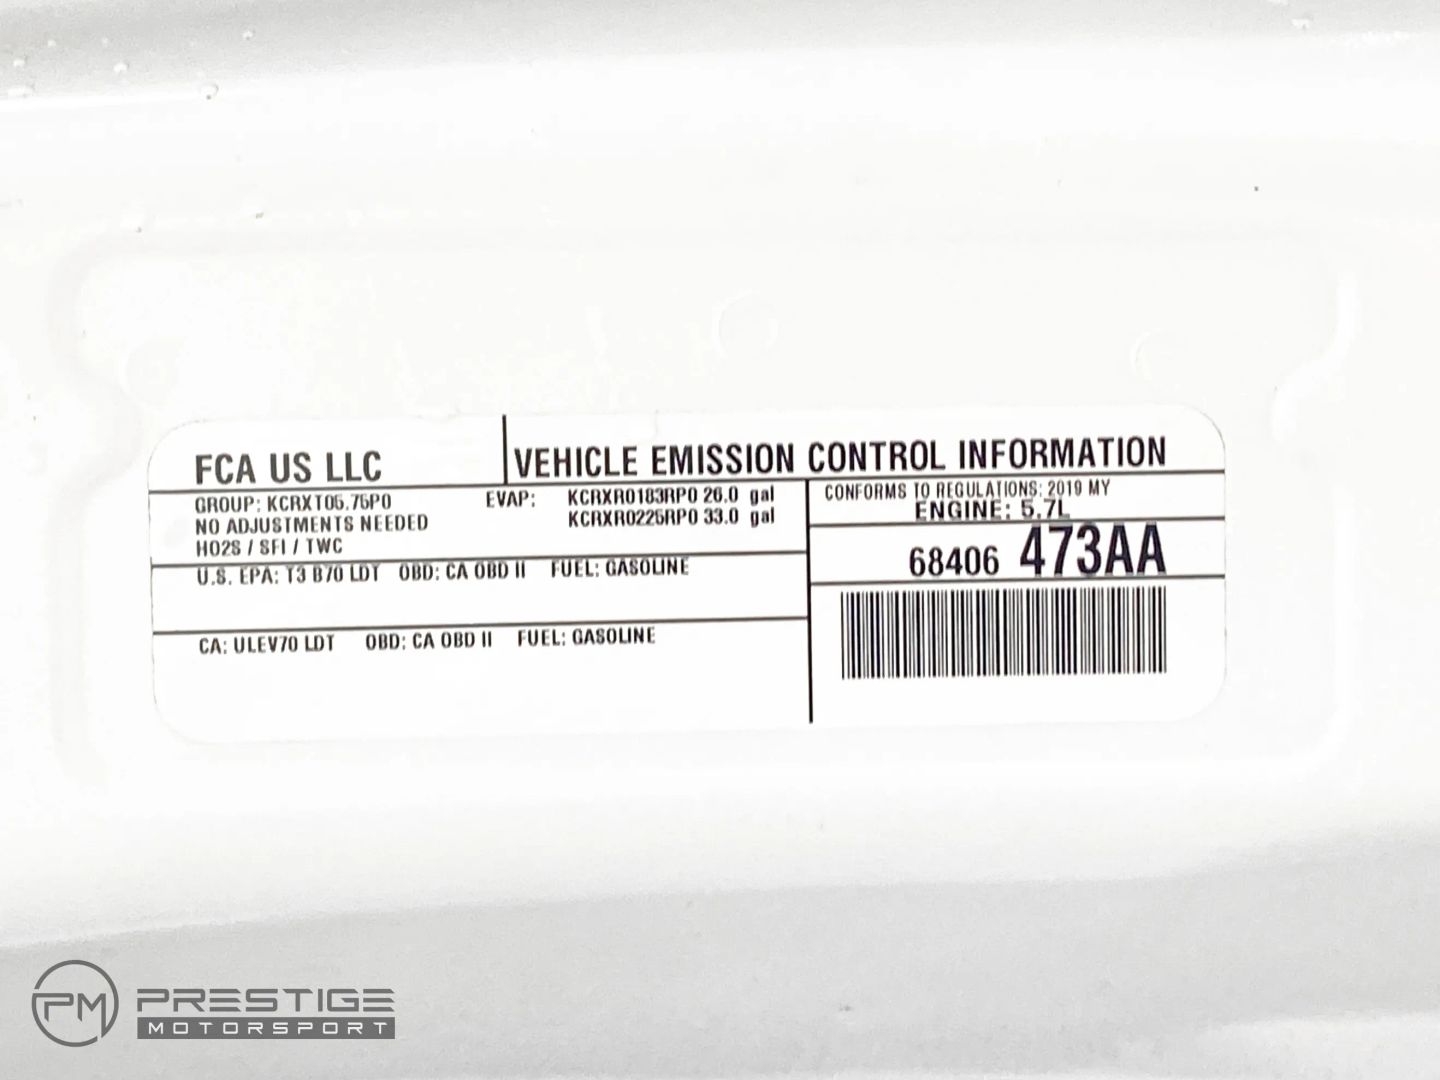 FCA US LLC
VEHICLE EMISSION CONTROL INFORMATION
GROUP: KCRXT05.75P0
NO ADJUSTMENTS NEEDED
HO2S / SFI / TWC
EVAP: KCRXR0183RP0 26.0 gal
KCRXR0225RP0 33.0 gal
CONFORMS TO REGULATIONS: 2019 MY
ENGINE: 5.7L
68406 473AA
U.S. EPA: T3 B70 LDT OBD: CA OBD II FUEL: GASOLINE
CA: ULEV70 LDT OBD: CA OBD II FUEL: GASOLINE
PM PRESTIGE
MOTORSPORT